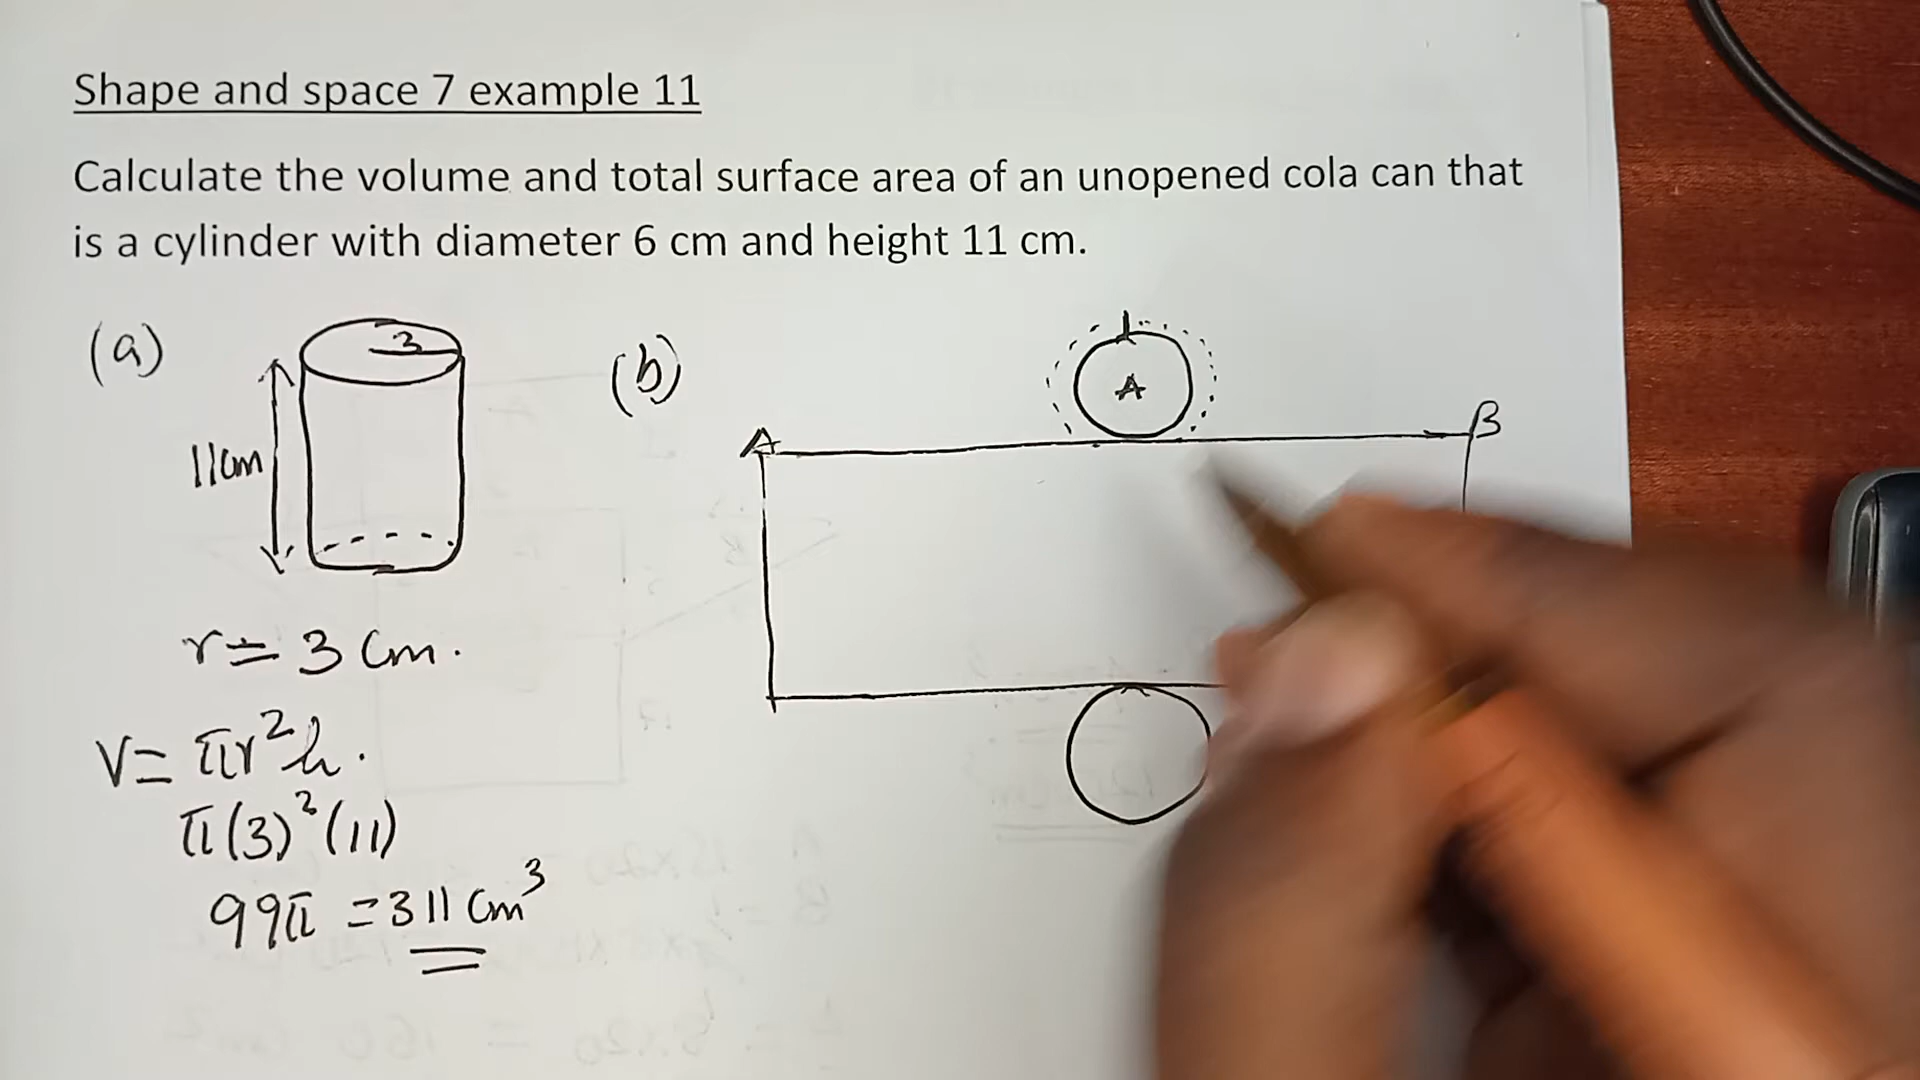 Shape and space 7 example 11
Calculate the volume and total surface area of an unopened cola can that
is a cylinder with diameter 6 cm and height 11 cm.
(a)
3
11cm
r = 3 cm.
V = πr²h.
π(3)²(11)
99π = 311 cm³
(b)
A
A
B